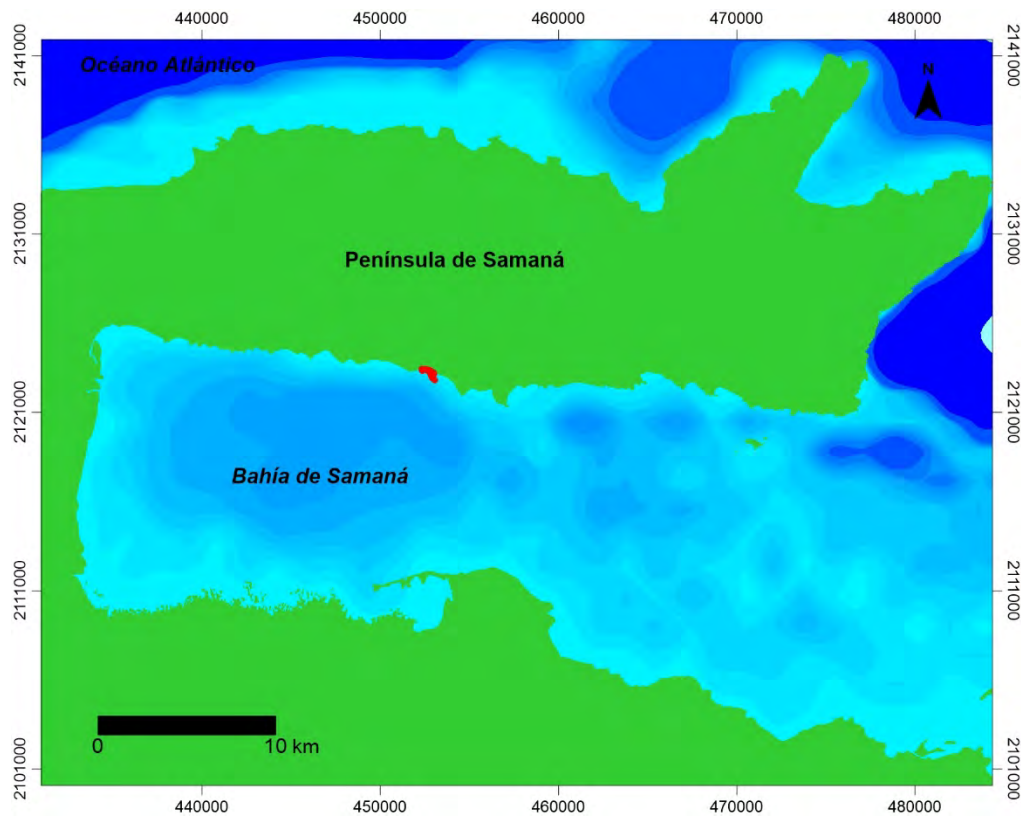 440000 450000 460000 470000 480000
2141000 2141000
Océano Atlántico
N
2131000 2131000
Península de Samaná
2121000 2121000
Bahía de Samaná
2111000 2111000
0 10 km
2101000 2101000
440000 450000 460000 470000 480000